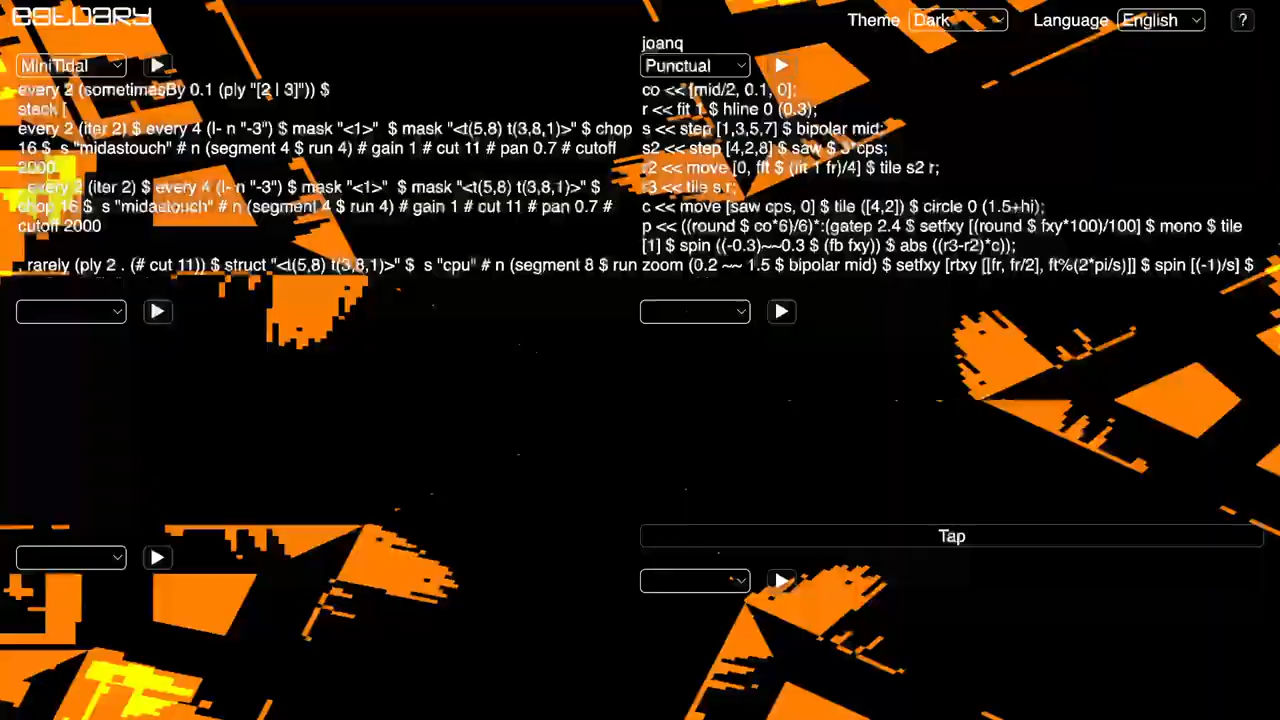 estuary
Theme Dark Language English ?
MiniTidal
every 2 (sometimesBy 0.1 (ply "[2 | 3]")) $
stack [
every 2 (iter 2) $ every 4 (|- n "-3") $ mask "<1>"  $ mask "<t(5,8) t(3,8,1)>" $ chop
16 $  s "midastouch" # n (segment 4 $ run 4) # gain 1 # cut 11 # pan 0.7 # cutoff
2000
, every 2 (iter 2) $ every 4 (|- n "-3") $ mask "<1>"  $ mask "<t(5,8) t(3,8,1)>" $
chop 16 $  s "midastouch" # n (segment 4 $ run 4) # gain 1 # cut 11 # pan 0.7 #
cutoff 2000
, rarely (ply 2 . (# cut 11)) $ struct "<t(5,8) t(3,8,1)>" $  s "cpu" # n (segment 8 $ run
joanq
Punctual
co << [mid/2, 0.1, 0];
r << fit 1 $ hline 0 (0.3);
s << step [1,3,5,7] $ bipolar mid;
s2 << step [4,2,8] $ saw $ 3*cps;
r2 << move [0, fft $ (fit 1 fr)/4] $ tile s2 r;
r3 << tile s r;
c << move [saw cps, 0] $ tile ([4,2]) $ circle 0 (1.5+hi);
p << ((round $ co*6)/6)*:(gatep 2.4 $ setfxy [(round $ fxy*100)/100] $ mono $ tile
[1] $ spin ((-0.3)~~0.3 $ (fb fxy)) $ abs ((r3-r2)*c));
zoom (0.2 ~~ 1.5 $ bipolar mid) $ setfxy [rtxy [[fr, fr/2], ft%(2*pi/s)]] $ spin [(-1)/s] $
Tap